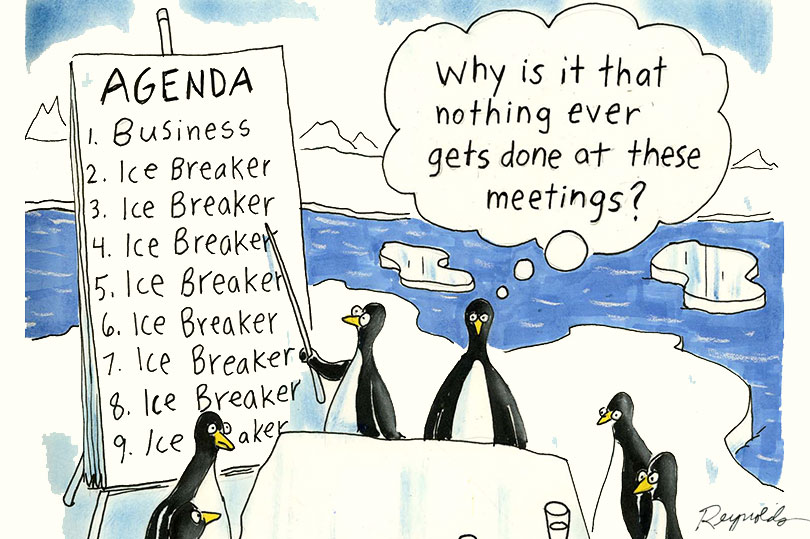 AGENDA
1. Business
2. Ice Breaker
3. Ice Breaker
4. Ice Breaker
5. Ice Breaker
6. Ice Breaker
7. Ice Breaker
8. Ice Breaker
9. Ice aker
Why is it that
nothing ever
gets done at these
meetings?
Reynolds